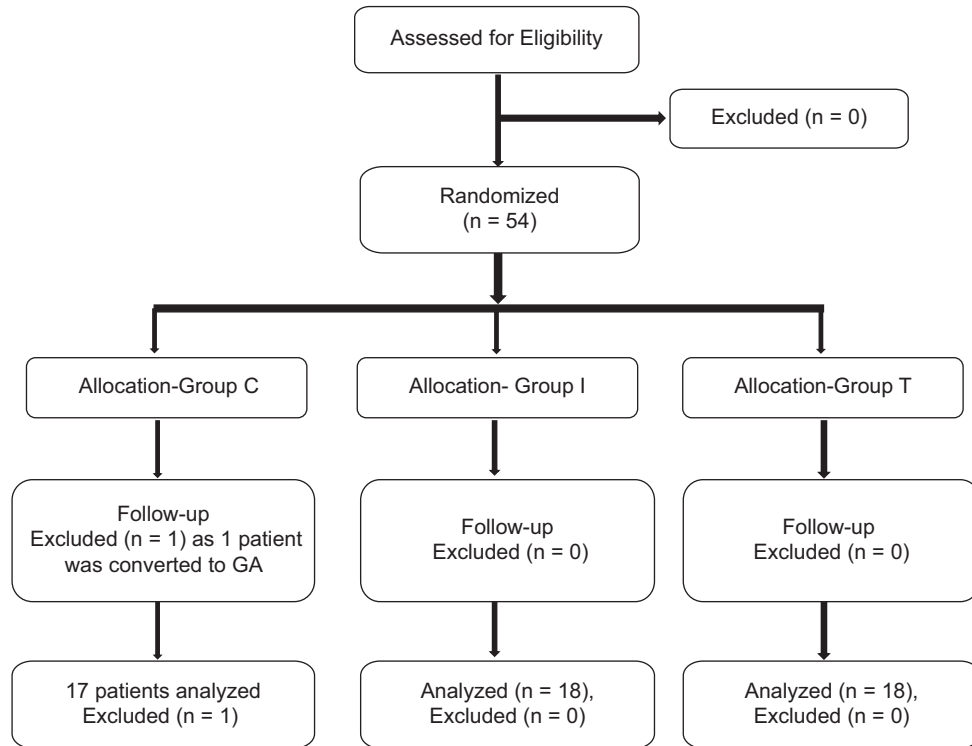 Assessed for Eligibility
Excluded (n = 0)
Randomized
(n = 54)
Allocation-Group C
Allocation- Group I
Allocation-Group T
Follow-up
Excluded (n = 1) as 1 patient
was converted to GA
Follow-up
Excluded (n = 0)
Follow-up
Excluded (n = 0)
17 patients analyzed
Excluded (n = 1)
Analyzed (n = 18),
Excluded (n = 0)
Analyzed (n = 18),
Excluded (n = 0)